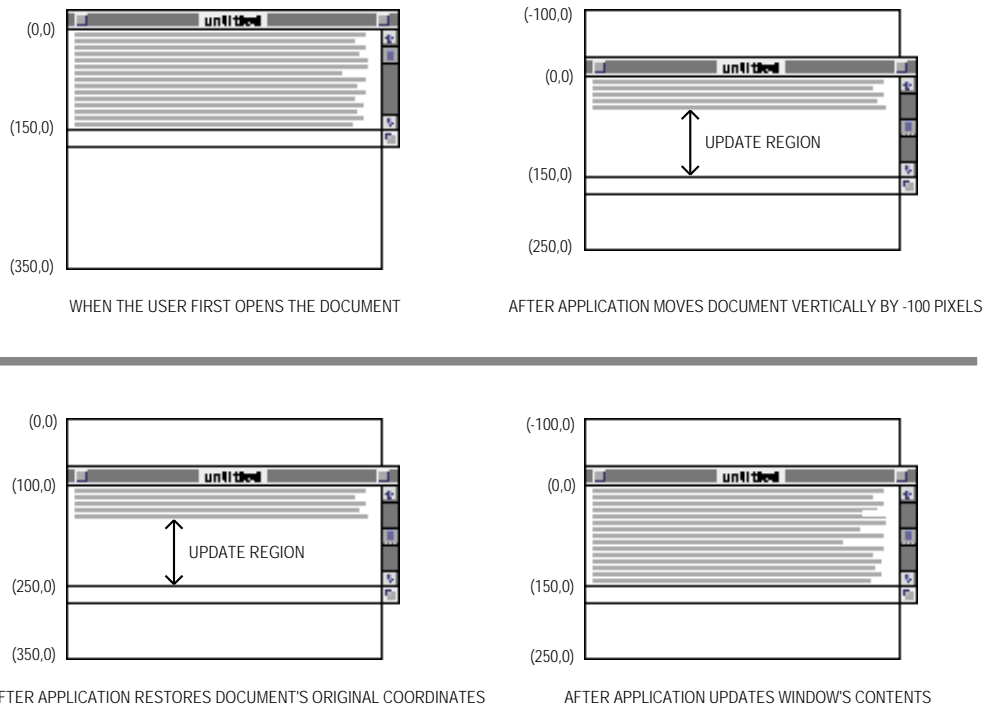 (0,0)
untitled
(150,0)
(350,0)
WHEN THE USER FIRST OPENS THE DOCUMENT
(-100,0)
untitled
(0,0)
UPDATE REGION
(150,0)
(250,0)
AFTER APPLICATION MOVES DOCUMENT VERTICALLY BY -100 PIXELS
(0,0)
untitled
(100,0)
UPDATE REGION
(250,0)
(350,0)
FTER APPLICATION RESTORES DOCUMENT'S ORIGINAL COORDINATES
(-100,0)
untitled
(0,0)
(150,0)
(250,0)
AFTER APPLICATION UPDATES WINDOW'S CONTENTS